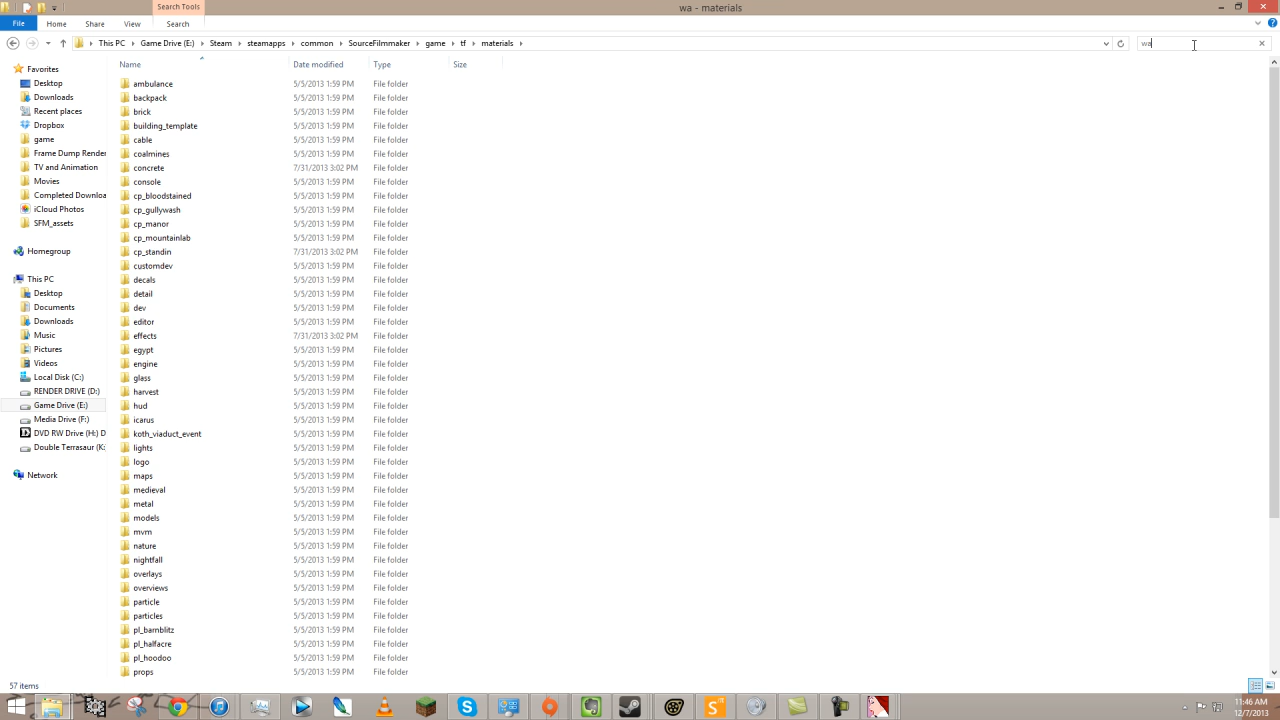 Search Tools
wa - materials
File Home Share View Search
This PC Game Drive (E:) Steam steamapps common SourceFilmmaker game tf materials
wa
Name Date modified Type Size
Favorites
Desktop
Downloads
Recent places
Dropbox
game
Frame Dump Render
TV and Animation
Movies
Completed Downloa
iCloud Photos
SFM_assets
Homegroup
This PC
Desktop
Documents
Downloads
Music
Pictures
Videos
Local Disk (C:)
RENDER DRIVE (D:)
Game Drive (E:)
Media Drive (F:)
DVD RW Drive (H:) D
Double Terrasaur (K:
Network
ambulance 5/5/2013 1:59 PM File folder
backpack 5/5/2013 1:59 PM File folder
brick 5/5/2013 1:59 PM File folder
building_template 5/5/2013 1:59 PM File folder
cable 5/5/2013 1:59 PM File folder
coalmines 5/5/2013 1:59 PM File folder
concrete 7/31/2013 3:02 PM File folder
console 5/5/2013 1:59 PM File folder
cp_bloodstained 5/5/2013 1:59 PM File folder
cp_gullywash 5/5/2013 1:59 PM File folder
cp_manor 5/5/2013 1:59 PM File folder
cp_mountainlab 5/5/2013 1:59 PM File folder
cp_standin 7/31/2013 3:02 PM File folder
customdev 5/5/2013 1:59 PM File folder
decals 5/5/2013 1:59 PM File folder
detail 5/5/2013 1:59 PM File folder
dev 5/5/2013 1:59 PM File folder
editor 5/5/2013 1:59 PM File folder
effects 7/31/2013 3:02 PM File folder
egypt 5/5/2013 1:59 PM File folder
engine 5/5/2013 1:59 PM File folder
glass 5/5/2013 1:59 PM File folder
harvest 5/5/2013 1:59 PM File folder
hud 5/5/2013 1:59 PM File folder
icarus 5/5/2013 1:59 PM File folder
koth_viaduct_event 5/5/2013 1:59 PM File folder
lights 5/5/2013 1:59 PM File folder
logo 5/5/2013 1:59 PM File folder
maps 5/5/2013 1:59 PM File folder
medieval 5/5/2013 1:59 PM File folder
metal 5/5/2013 1:59 PM File folder
models 5/5/2013 1:59 PM File folder
mvm 5/5/2013 1:59 PM File folder
nature 5/5/2013 1:59 PM File folder
nightfall 5/5/2013 1:59 PM File folder
overlays 5/5/2013 1:59 PM File folder
overviews 5/5/2013 1:59 PM File folder
particle 5/5/2013 1:59 PM File folder
particles 5/5/2013 1:59 PM File folder
pl_barnblitz 5/5/2013 1:59 PM File folder
pl_halfacre 5/5/2013 1:59 PM File folder
pl_hoodoo 5/5/2013 1:59 PM File folder
props 5/5/2013 1:59 PM File folder
57 items
11:46 AM
12/7/2013